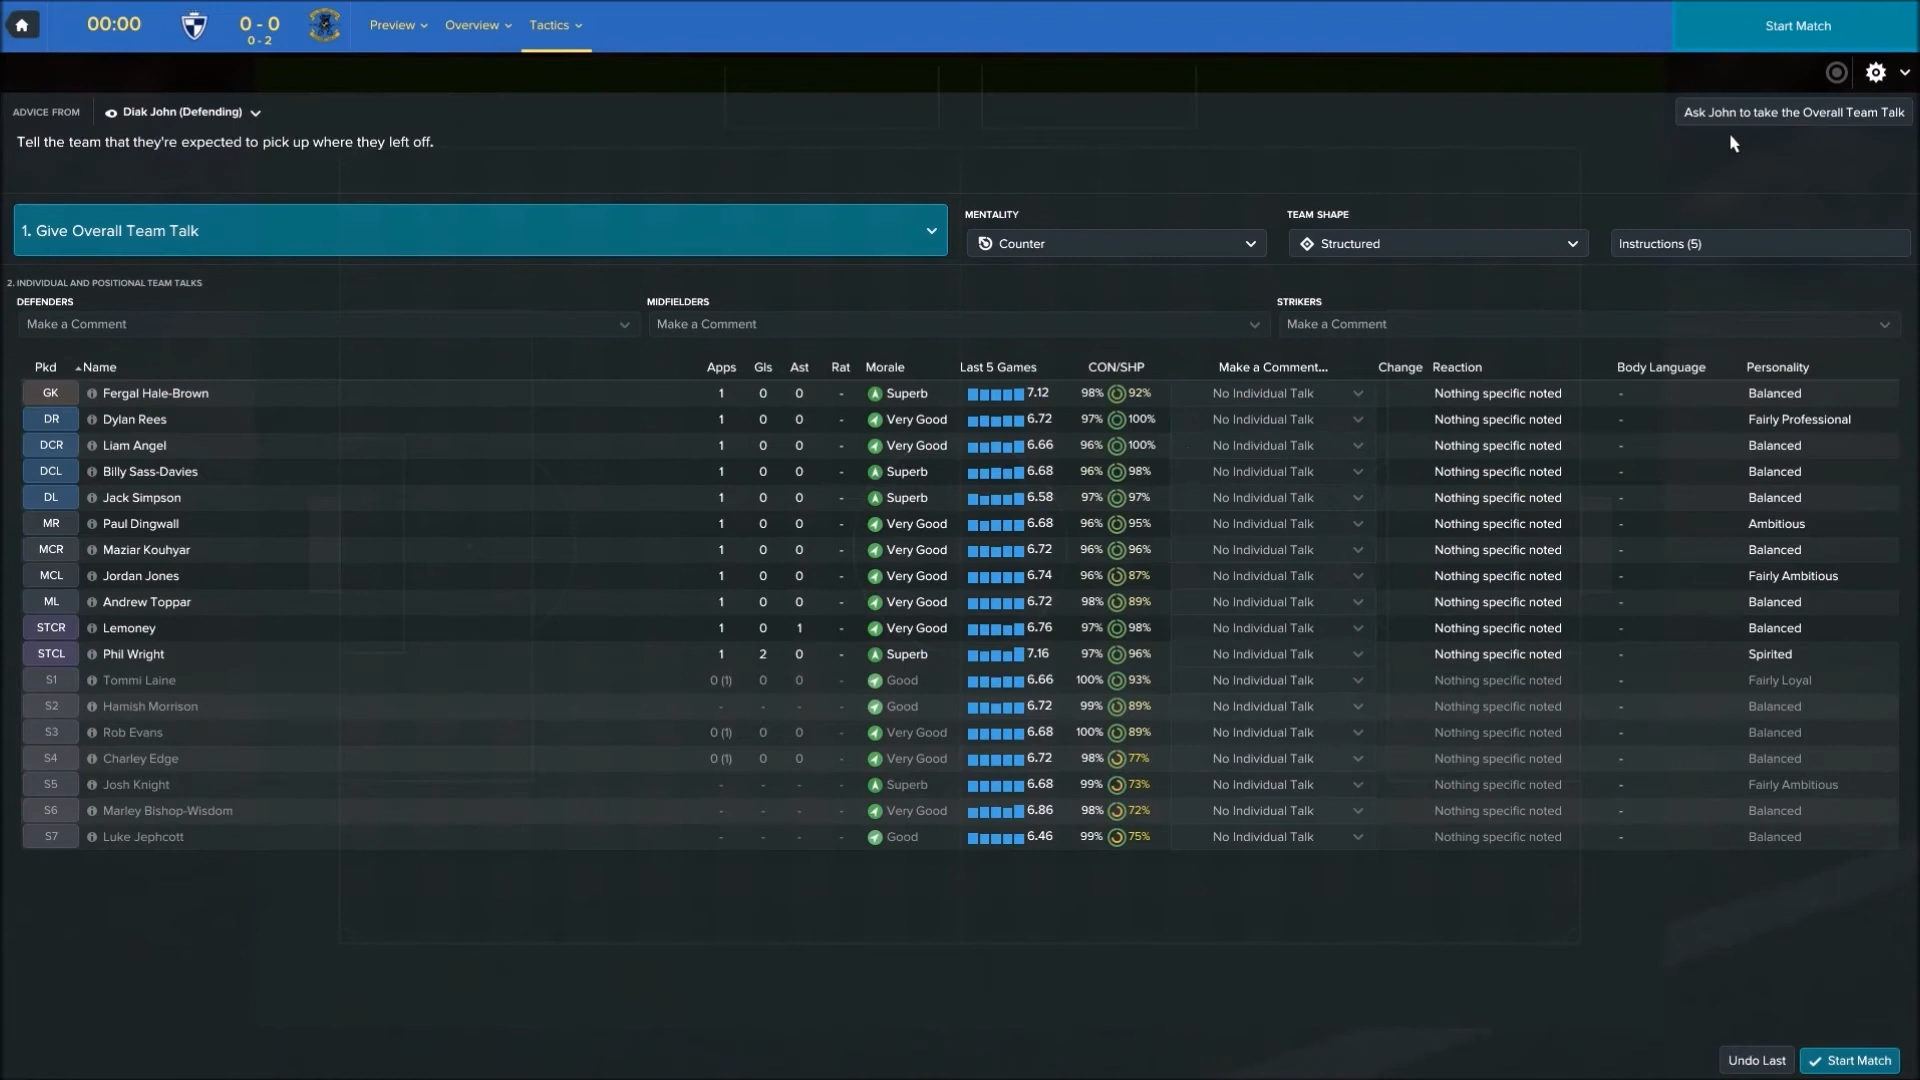 00:00 0 - 0 Preview Overview Tactics Start Match
0 - 2
ADVICE FROM Diak John (Defending) Ask John to take the Overall Team Talk
Tell the team that they're expected to pick up where they left off.
MENTALITY TEAM SHAPE
1. Give Overall Team Talk Counter Structured Instructions (5)
2. INDIVIDUAL AND POSITIONAL TEAM TALKS
DEFENDERS MIDFIELDERS STRIKERS
Make a Comment Make a Comment Make a Comment
Pkd Name Apps Gls Ast Rat Morale Last 5 Games CON/SHP Make a Comment... Change Reaction Body Language Personality
GK Fergal Hale-Brown 1 0 0 - Superb 7.12 98% 92% No Individual Talk Nothing specific noted - Balanced
DR Dylan Rees 1 0 0 - Very Good 6.72 97% 100% No Individual Talk Nothing specific noted - Fairly Professional
DCR Liam Angel 1 0 0 - Very Good 6.66 96% 100% No Individual Talk Nothing specific noted - Balanced
DCL Billy Sass-Davies 1 0 0 - Superb 6.68 96% 98% No Individual Talk Nothing specific noted - Balanced
DL Jack Simpson 1 0 0 - Superb 6.58 97% 97% No Individual Talk Nothing specific noted - Balanced
MR Paul Dingwall 1 0 0 - Very Good 6.68 96% 95% No Individual Talk Nothing specific noted - Ambitious
MCR Maziar Kouhyar 1 0 0 - Very Good 6.72 96% 96% No Individual Talk Nothing specific noted - Balanced
MCL Jordan Jones 1 0 0 - Very Good 6.74 96% 87% No Individual Talk Nothing specific noted - Fairly Ambitious
ML Andrew Toppar 1 0 0 - Very Good 6.72 98% 89% No Individual Talk Nothing specific noted - Balanced
STCR Lemoney 1 0 1 - Very Good 6.76 97% 98% No Individual Talk Nothing specific noted - Balanced
STCL Phil Wright 1 2 0 - Superb 7.16 97% 96% No Individual Talk Nothing specific noted - Spirited
S1 Tommi Laine 0 (1) 0 0 - Good 6.66 100% 93% No Individual Talk Nothing specific noted - Fairly Loyal
S2 Hamish Morrison - - - - Good 6.72 99% 89% No Individual Talk Nothing specific noted - Balanced
S3 Rob Evans 0 (1) 0 0 - Very Good 6.68 100% 89% No Individual Talk Nothing specific noted - Balanced
S4 Charley Edge 0 (1) 0 0 - Very Good 6.72 98% 77% No Individual Talk Nothing specific noted - Balanced
S5 Josh Knight - - - - Superb 6.68 99% 73% No Individual Talk Nothing specific noted - Fairly Ambitious
S6 Marley Bishop-Wisdom - - - - Very Good 6.86 98% 72% No Individual Talk Nothing specific noted - Balanced
S7 Luke Jephcott - - - - Good 6.46 99% 75% No Individual Talk Nothing specific noted - Balanced
Undo Last Start Match